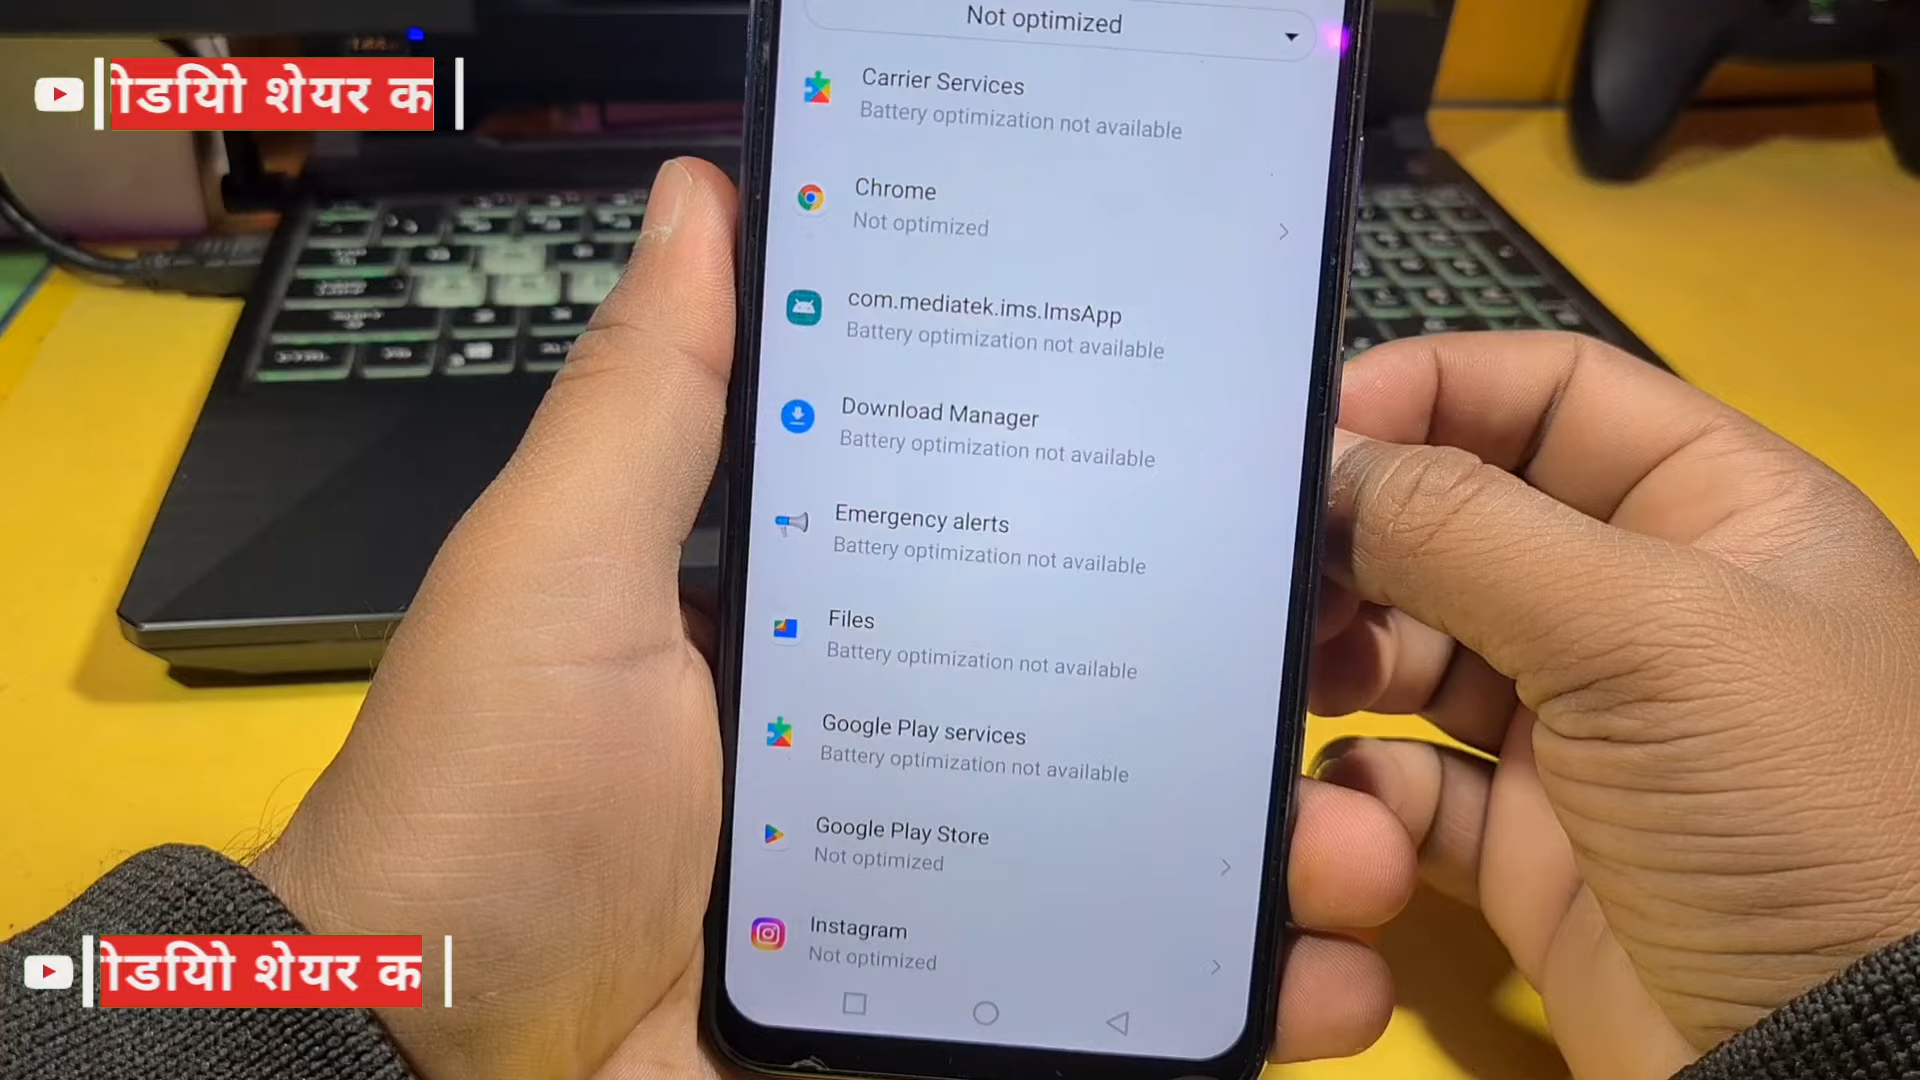 Not optimized
ीडियो शेयर क
Carrier Services
Battery optimization not available
Chrome
Not optimized
com.mediatek.ims.ImsApp
Battery optimization not available
Download Manager
Battery optimization not available
Emergency alerts
Battery optimization not available
Files
Battery optimization not available
Google Play services
Battery optimization not available
Google Play Store
Not optimized
Instagram
Not optimized
ीडियो शेयर क